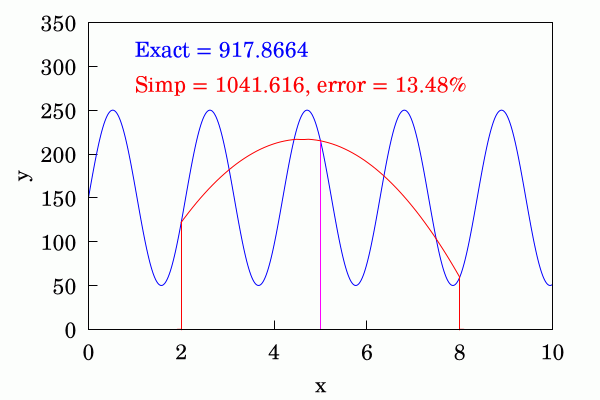 350
Exact = 917.8664
300
Simp = 1041.616, error = 13.48%
250
200
y
150
100
50
0
0 2 4 6 8 10
x